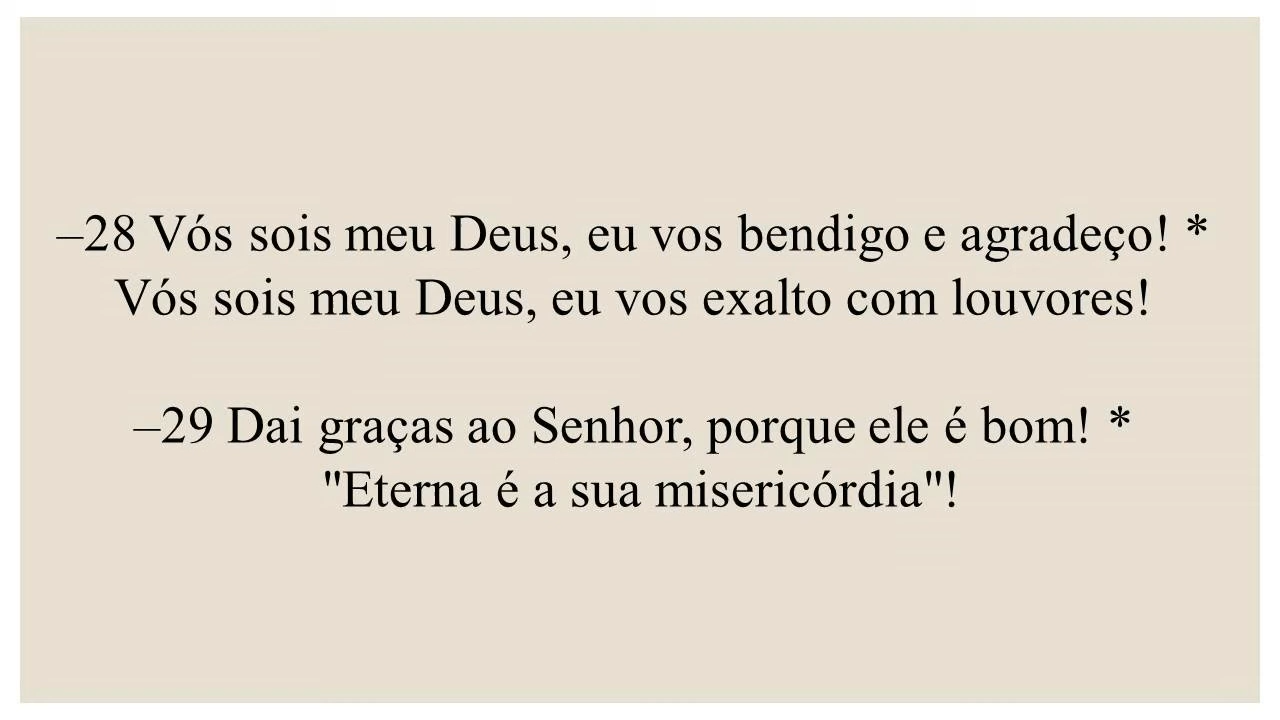 –28 Vós sois meu Deus, eu vos bendigo e agradeço! *
Vós sois meu Deus, eu vos exalto com louvores!
–29 Dai graças ao Senhor, porque ele é bom! *
"Eterna é a sua misericórdia"!